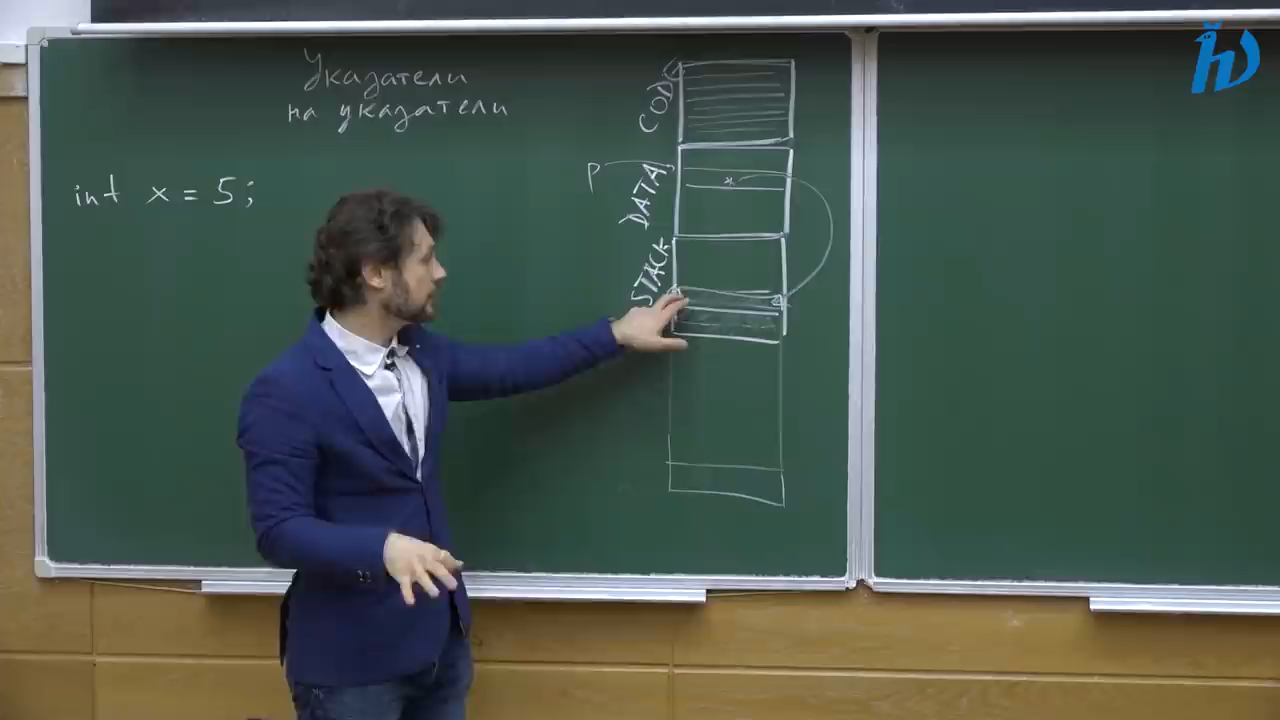 Указатели
на указатели
int x = 5;
CODE
P
DATA
STACK